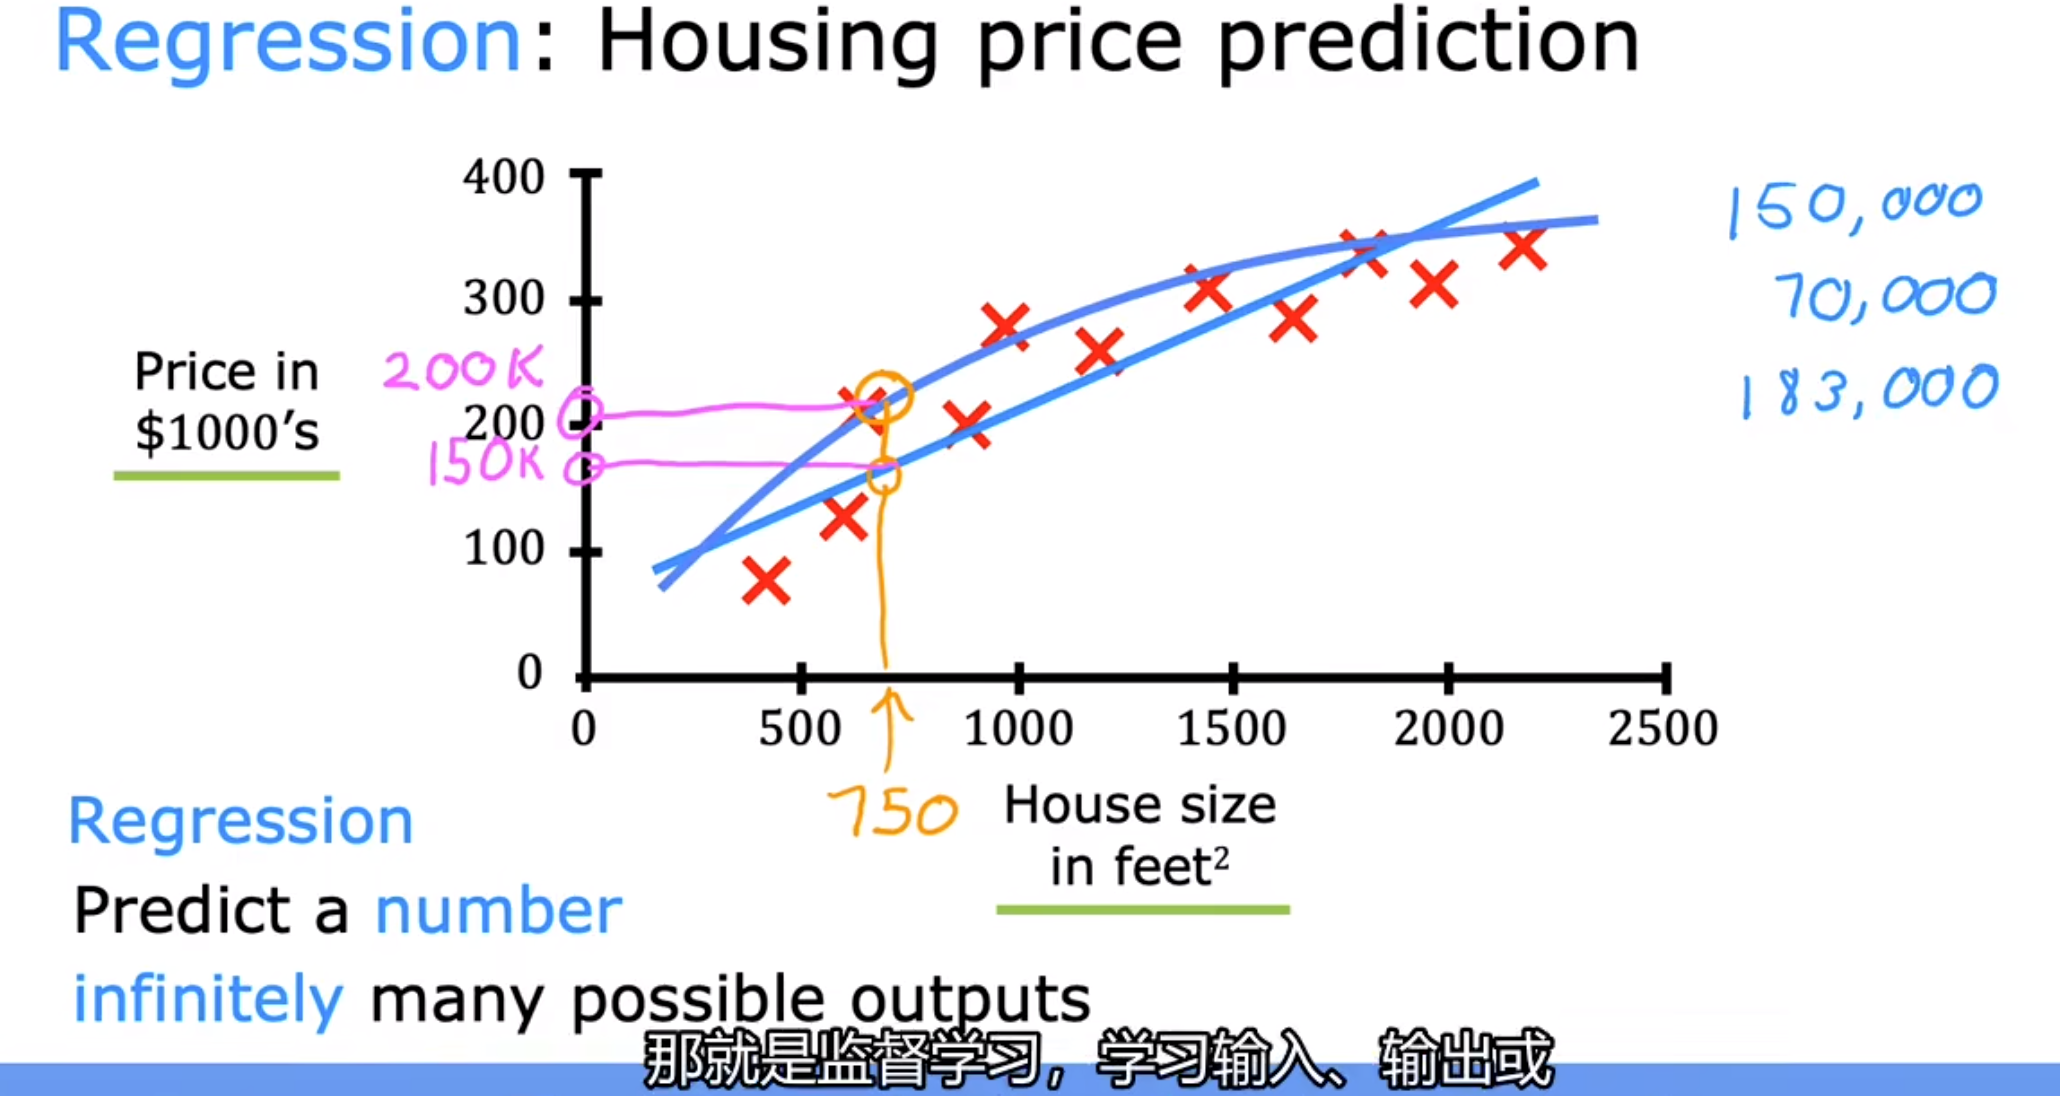 Regression: Housing price prediction
400
300
200
100
0
Price in
$1000’s
200K
150K
150,000
70,000
183,000
0 500 1000 1500 2000 2500
750
House size
in feet²
Regression
Predict a number
infinitely many possible outputs
那就是监督学习，学习输入、输出或